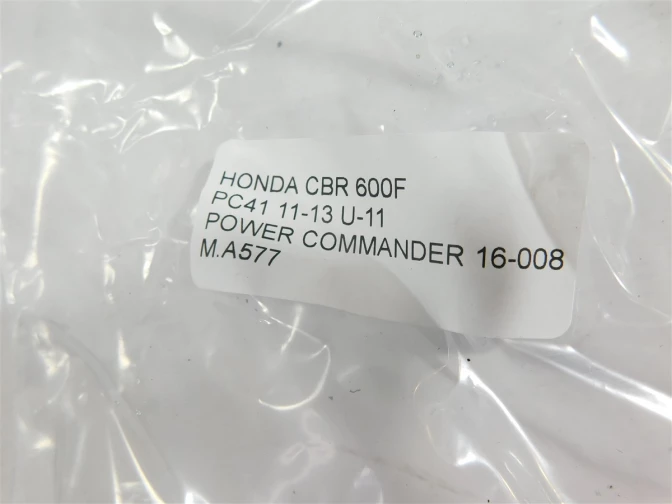 HONDA CBR 600F
PC41 11-13 U-11
POWER COMMANDER 16-008
M.A577